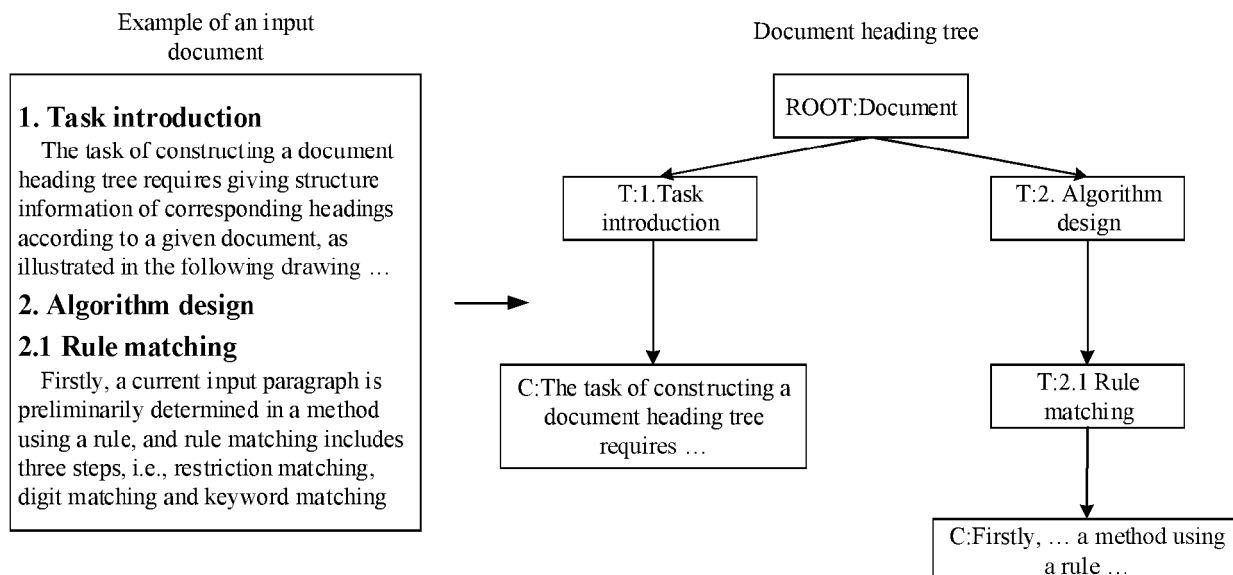 Example of an input
document
1. Task introduction
The task of constructing a document
heading tree requires giving structure
information of corresponding headings
according to a given document, as
illustrated in the following drawing …
2. Algorithm design
2.1 Rule matching
Firstly, a current input paragraph is
preliminarily determined in a method
using a rule, and rule matching includes
three steps, i.e., restriction matching,
digit matching and keyword matching
Document heading tree
ROOT:Document
T:1.Task
introduction
T:2. Algorithm
design
C:The task of constructing a
document heading tree
requires …
T:2.1 Rule
matching
C:Firstly, … a method using
a rule …